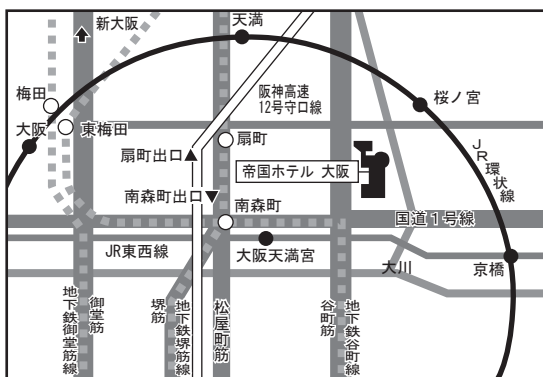 新大阪
天満
梅田
阪神高速
12号守口線
桜ノ宮
大阪
東梅田
扇町
扇町出口
JR環状線
帝国ホテル 大阪
南森町出口
南森町
国道1号線
JR東西線
大阪天満宮
大川
京橋
御堂筋
地下鉄御堂筋線
堺筋
地下鉄堺筋線
松屋町筋
谷町筋
地下鉄谷町線